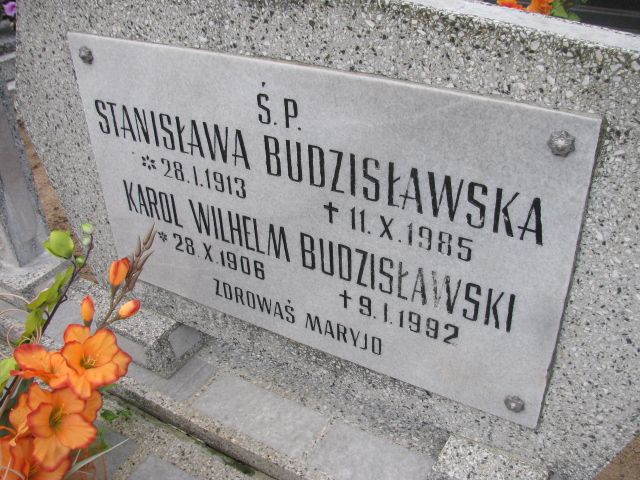 Ś. P.
STANISŁAWA BUDZISŁAWSKA
* 28.I.1913 † 11.X.1985
KAROL WILHELM BUDZISŁAWSKI
* 28.X.1906 † 9.I.1992
ZDROWAŚ MARYJO